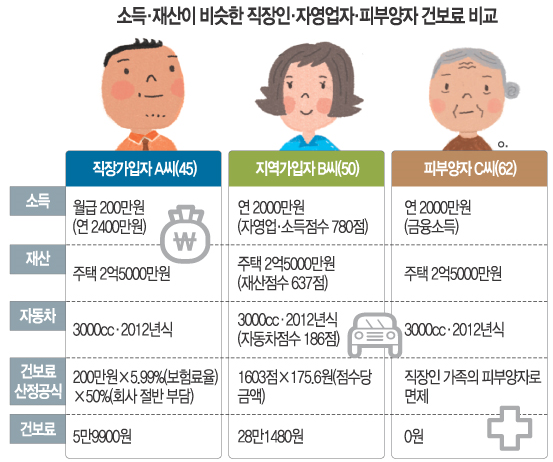 소득·재산이 비슷한 직장인·자영업자·피부양자 건보료 비교
직장가입자 A씨(45)
지역가입자 B씨(50)
피부양자 C씨(62)
소득
월급 200만원
(연 2400만원)
연 2000만원
(자영업·소득점수 780점)
연 2000만원
(금융소득)
재산
주택 2억5000만원
주택 2억5000만원
(재산점수 637점)
주택 2억5000만원
자동차
3000cc·2012년식
3000cc·2012년식
(자동차점수 186점)
3000cc·2012년식
건보료
산정공식
200만원×5.99%(보험료율)
×50%(회사 절반 부담)
1603점×175.6원(점수당
금액)
직장인 가족의 피부양자로
면제
건보료
5만9900원
28만1480원
0원